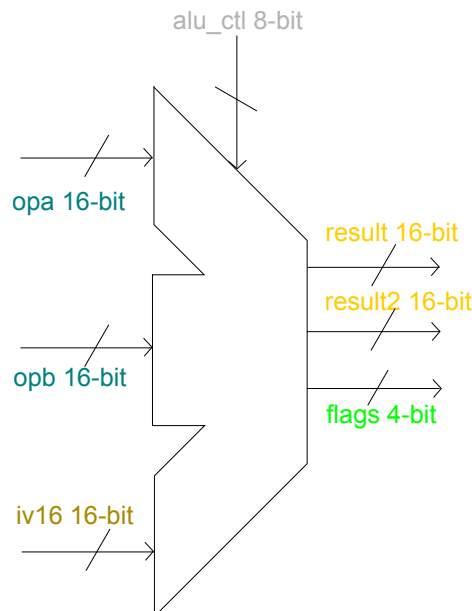 alu_ctl 8-bit
opa 16-bit
result 16-bit
result2 16-bit
opb 16-bit
flags 4-bit
iv16 16-bit